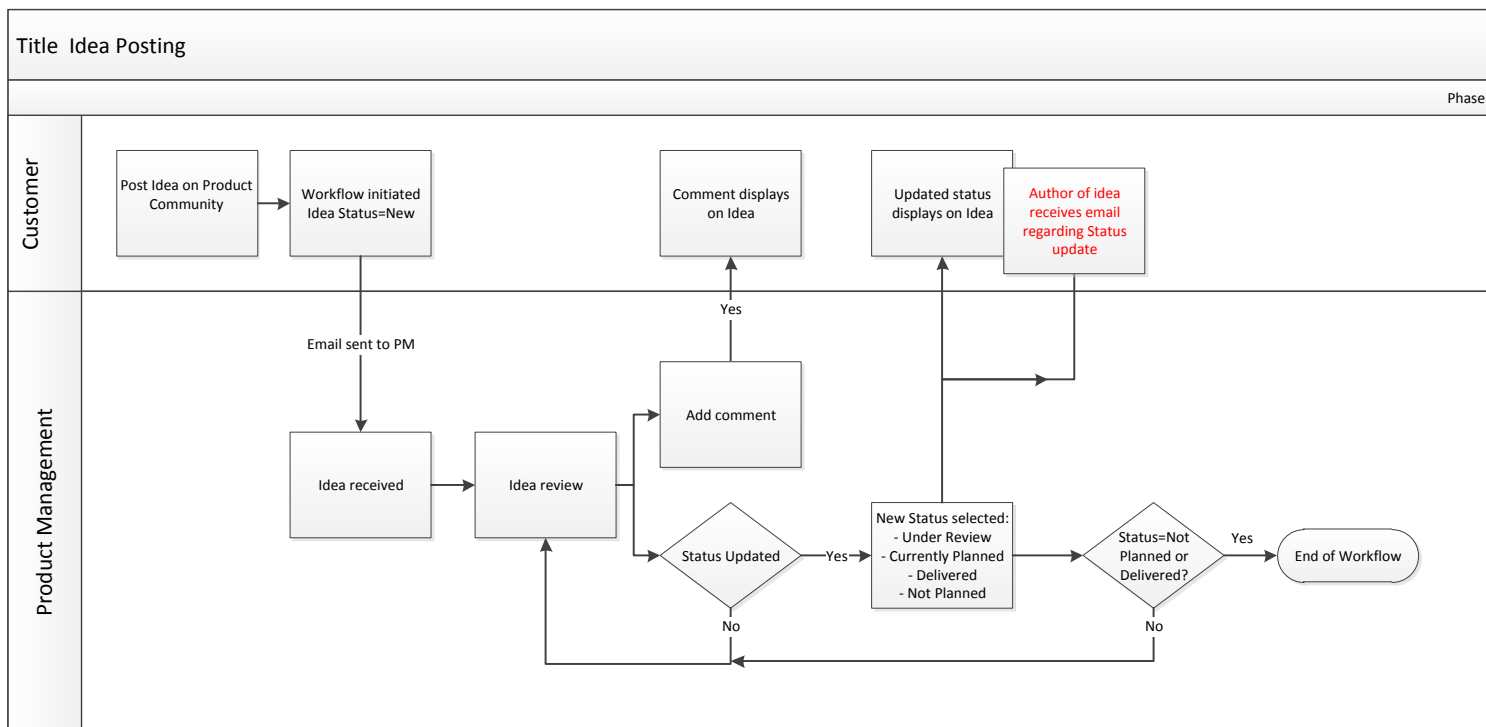 Title  Idea Posting
Phase
Customer
Post Idea on Product
Community
Workflow initiated
Idea Status=New
Comment displays
on Idea
Updated status
displays on Idea
Author of idea
receives email
regarding Status
update
Product Management
Email sent to PM
Yes
Add comment
Idea received
Idea review
Status Updated
Yes
No
New Status selected:
- Under Review
- Currently Planned
- Delivered
- Not Planned
Status=Not
Planned or
Delivered?
Yes
No
End of Workflow